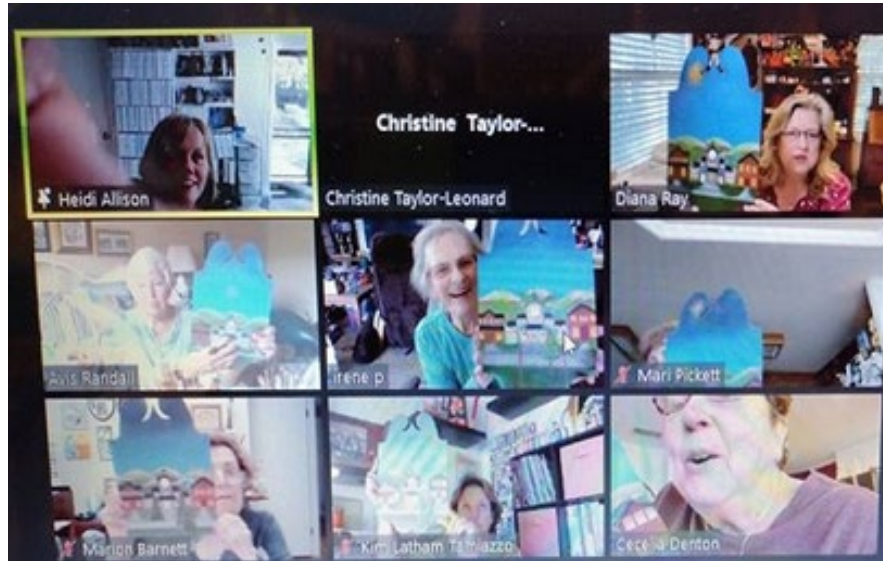 Heidi Allison
Christine Taylor-...
Christine Taylor-Leonard
Diana Ray
Avis Randall
irene p
Mari Pickett
Marion Barnett
Kim Latham Tamiazzo
Cecelia Denton